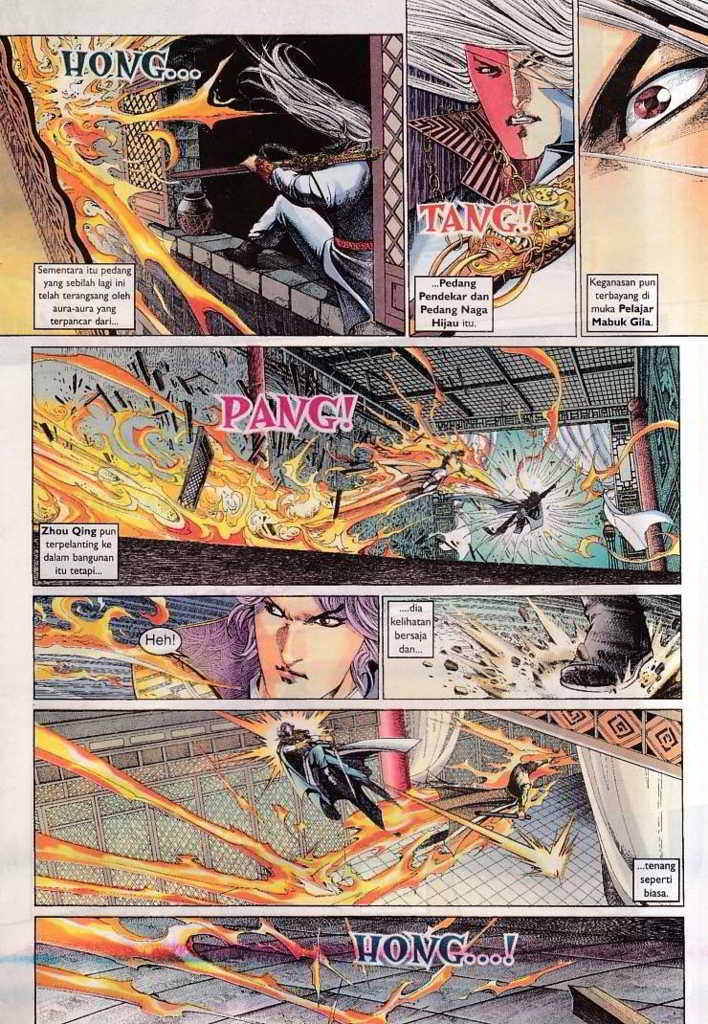 HONG...
Sementara itu pedang
yang sebilah lagi ini
telah terangsang oleh
aura-aura yang
terpancar dari...
TANG!
...Pedang
Pendekar dan
Pedang Naga
Hijau itu.
Keganasan pun
terbayang di
muka Pelajar
Mabuk Gila.
PANG!
Zhou Qing pun
terpelanting ke
dalam bangunan
itu tetapi...
Heh!
....dia
kelihatan
bersaja
dan...
...tenang
seperti
biasa.
HONG....!